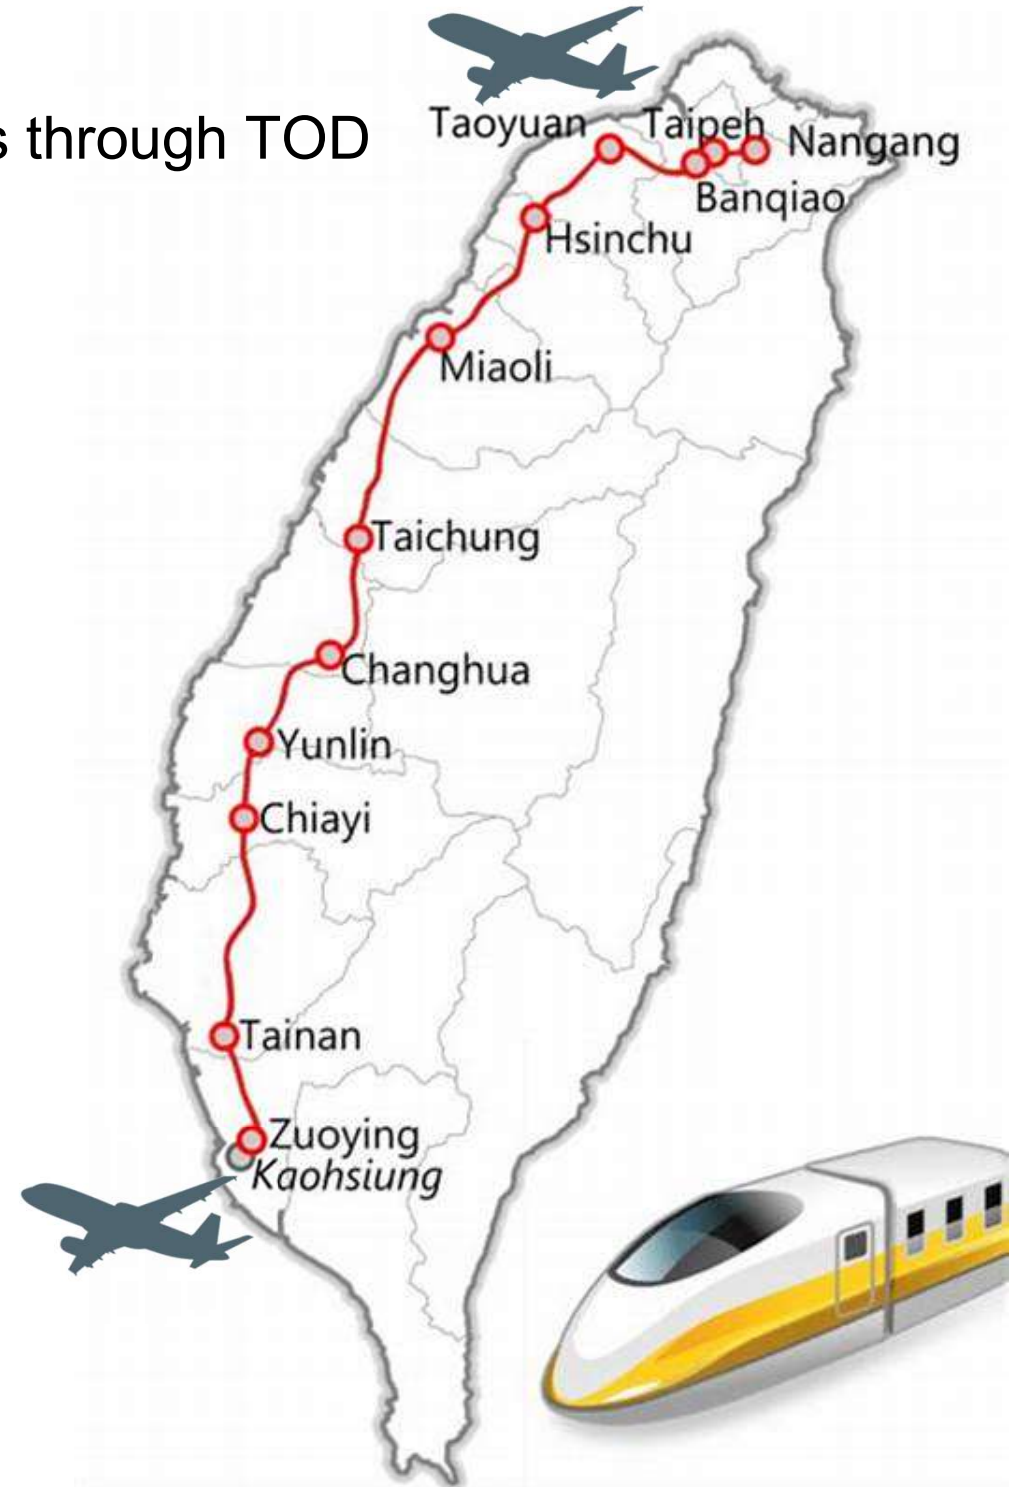 s through TOD
Taoyuan
Taipeh
Nangang
Banqiao
Hsinchu
Miaoli
Taichung
Changhua
Yunlin
Chiayi
Tainan
Zuoying
Kaohsiung